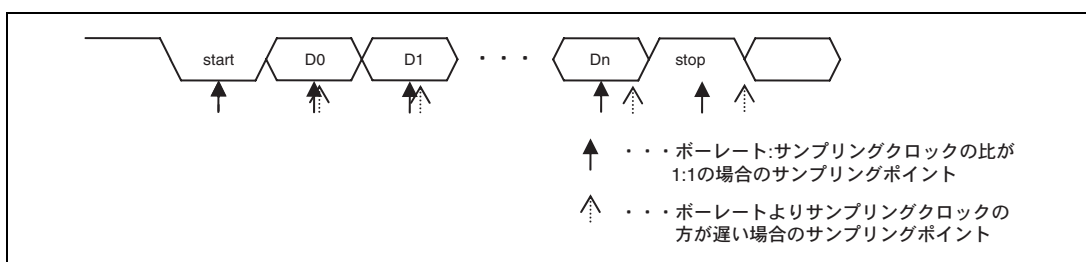 start D0 D1 ・・・ Dn stop
・・・ボーレート:サンプリングクロックの比が
1:1の場合のサンプリングポイント
・・・ボーレートよりサンプリングクロックの
方が遅い場合のサンプリングポイント